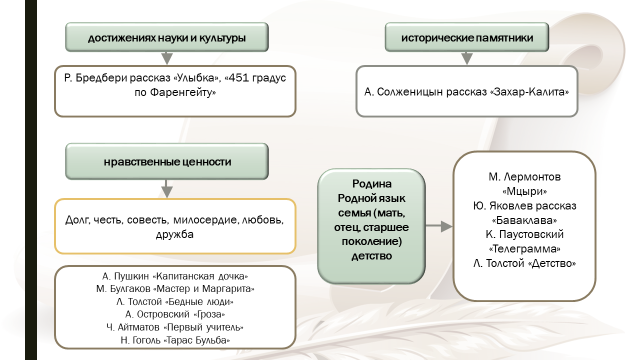 достижениях науки и культуры
Р. Бредбери рассказ «Улыбка», «451 градус
по Фаренгейту»
исторические памятники
А. Солженицын рассказ «Захар-Калита»
нравственные ценности
Долг, честь, совесть, милосердие, любовь,
дружба
А. Пушкин «Капитанская дочка»
М. Булгаков «Мастер и Маргарита»
Л. Толстой «Бедные люди»
А. Островский «Гроза»
Ч. Айтматов «Первый учитель»
Н. Гоголь «Тарас Бульба»
Родина
Родной язык
семья (мать,
отец, старшее
поколение)
детство
М. Лермонтов
«Мцыри»
Ю. Яковлев рассказ
«Баваклава»
К. Паустовский
«Телеграмма»
Л. Толстой «Детство»